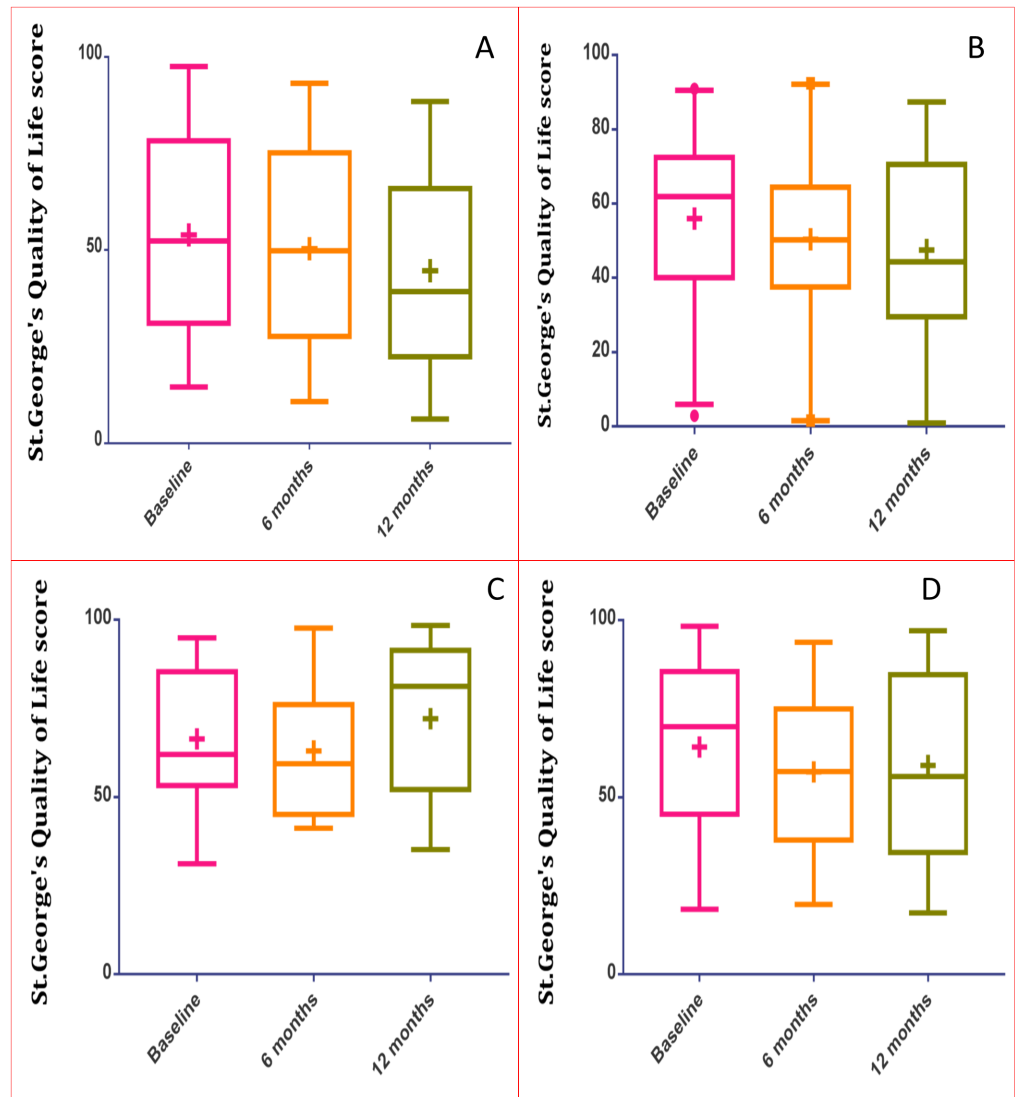 A
St.George's Quality of Life score
100
50
0
Baseline
6 months
12 months
B
St.George's Quality of Life score
100
80
60
40
20
0
Baseline
6 months
12 months
C
St.George's Quality of Life score
100
50
0
Baseline
6 months
12 months
D
St.George's Quality of Life score
100
50
0
Baseline
6 months
12 months